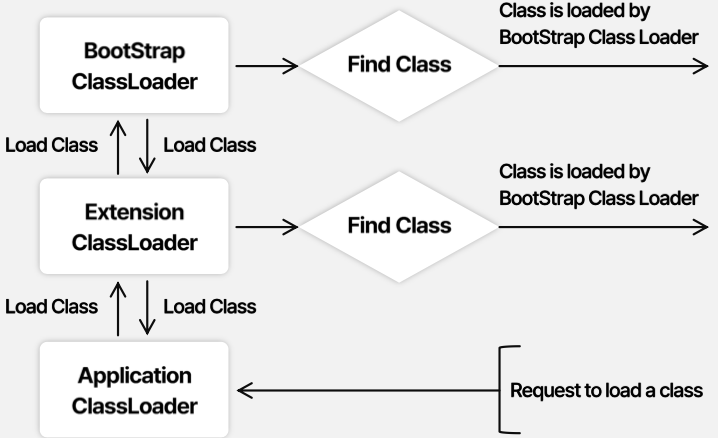 BootStrap
ClassLoader
Find Class
Class is loaded by
BootStrap Class Loader
Load Class
Load Class
Extension
ClassLoader
Find Class
Class is loaded by
BootStrap Class Loader
Load Class
Load Class
Application
ClassLoader
Request to load a class